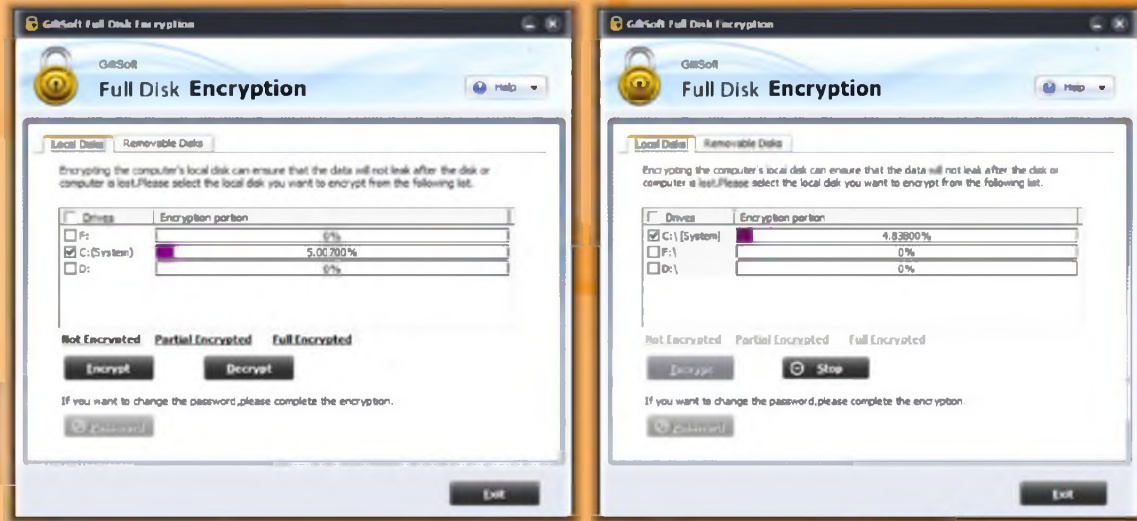 GiliSoft Full Disk Encryption
GiliSoft
Full Disk Encryption
Help
Local Disks Removable Disks
Encrypting the computer's local disk can ensure that the data will not leak after the disk or
computer is lost.Please select the local disk you want to encrypt from the following list.
Drives Encryption portion
F: 0%
C:(System) 5.00700%
D: 0%
Not Encrypted Partial Encrypted Full Encrypted
Encrypt Decrypt
If you want to change the password,please complete the encryption.
Password
Exit
GiliSoft Full Disk Encryption
GiliSoft
Full Disk Encryption
Help
Local Disks Removable Disks
Encrypting the computer's local disk can ensure that the data will not leak after the disk or
computer is lost.Please select the local disk you want to encrypt from the following list.
Drives Encryption portion
C:\ [System] 4.83800%
F:\ 0%
D:\ 0%
Not Encrypted Partial Encrypted Full Encrypted
Encrypt Stop
If you want to change the password,please complete the encryption.
Password
Exit